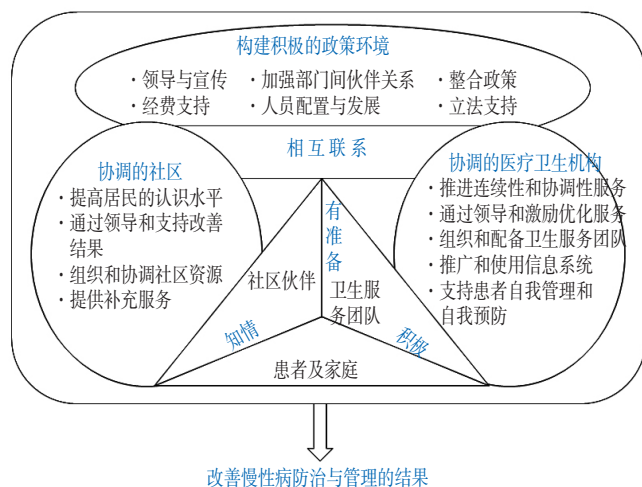 构建积极的政策环境
·领导与宣传 ·加强部门间伙伴关系 ·整合政策
·经费支持 ·人员配置与发展 ·立法支持
相互联系
协调的社区
·提高居民的认识水平
·通过领导和支持改善
结果
·组织和协调社区资源
·提供补充服务
协调的医疗卫生机构
·推进连续性和协调性服务
·通过领导和激励优化服务
·组织和配备卫生服务团队
·推广和使用信息系统
·支持患者自我管理和
自我预防
有准备
社区伙伴
卫生服
务团队
知情
积极
患者及家庭
改善慢性病防治与管理的结果